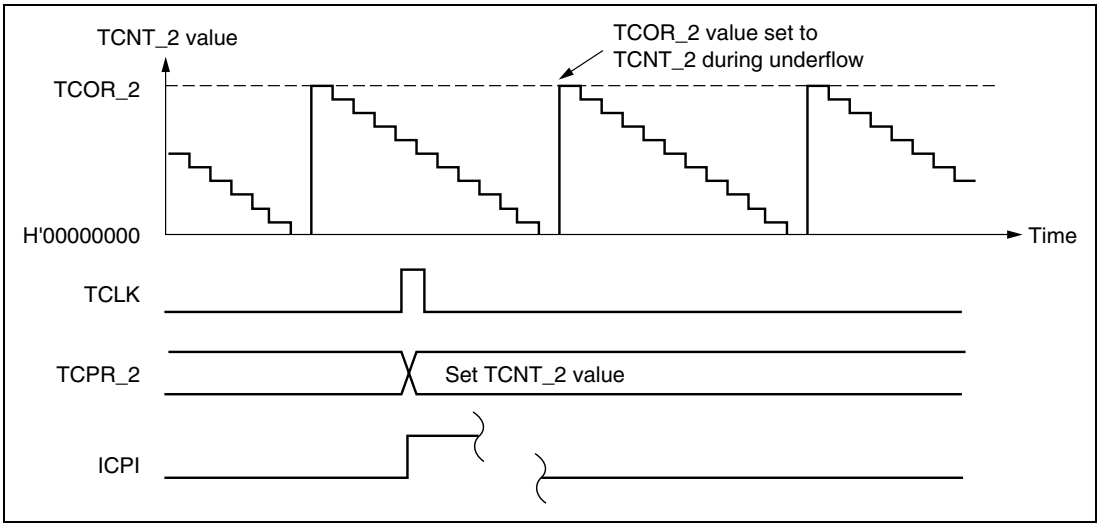 TCNT_2 value
TCOR_2 value set to
TCNT_2 during underflow
TCOR_2
H'00000000
Time
TCLK
TCPR_2
Set TCNT_2 value
ICPI